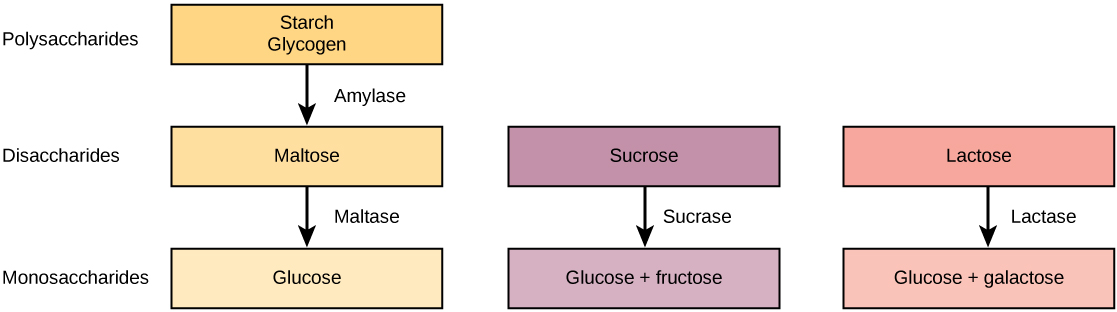 Polysaccharides
Starch
Glycogen
Amylase
Disaccharides
Maltose
Sucrose
Lactose
Maltase
Sucrase
Lactase
Monosaccharides
Glucose
Glucose + fructose
Glucose + galactose